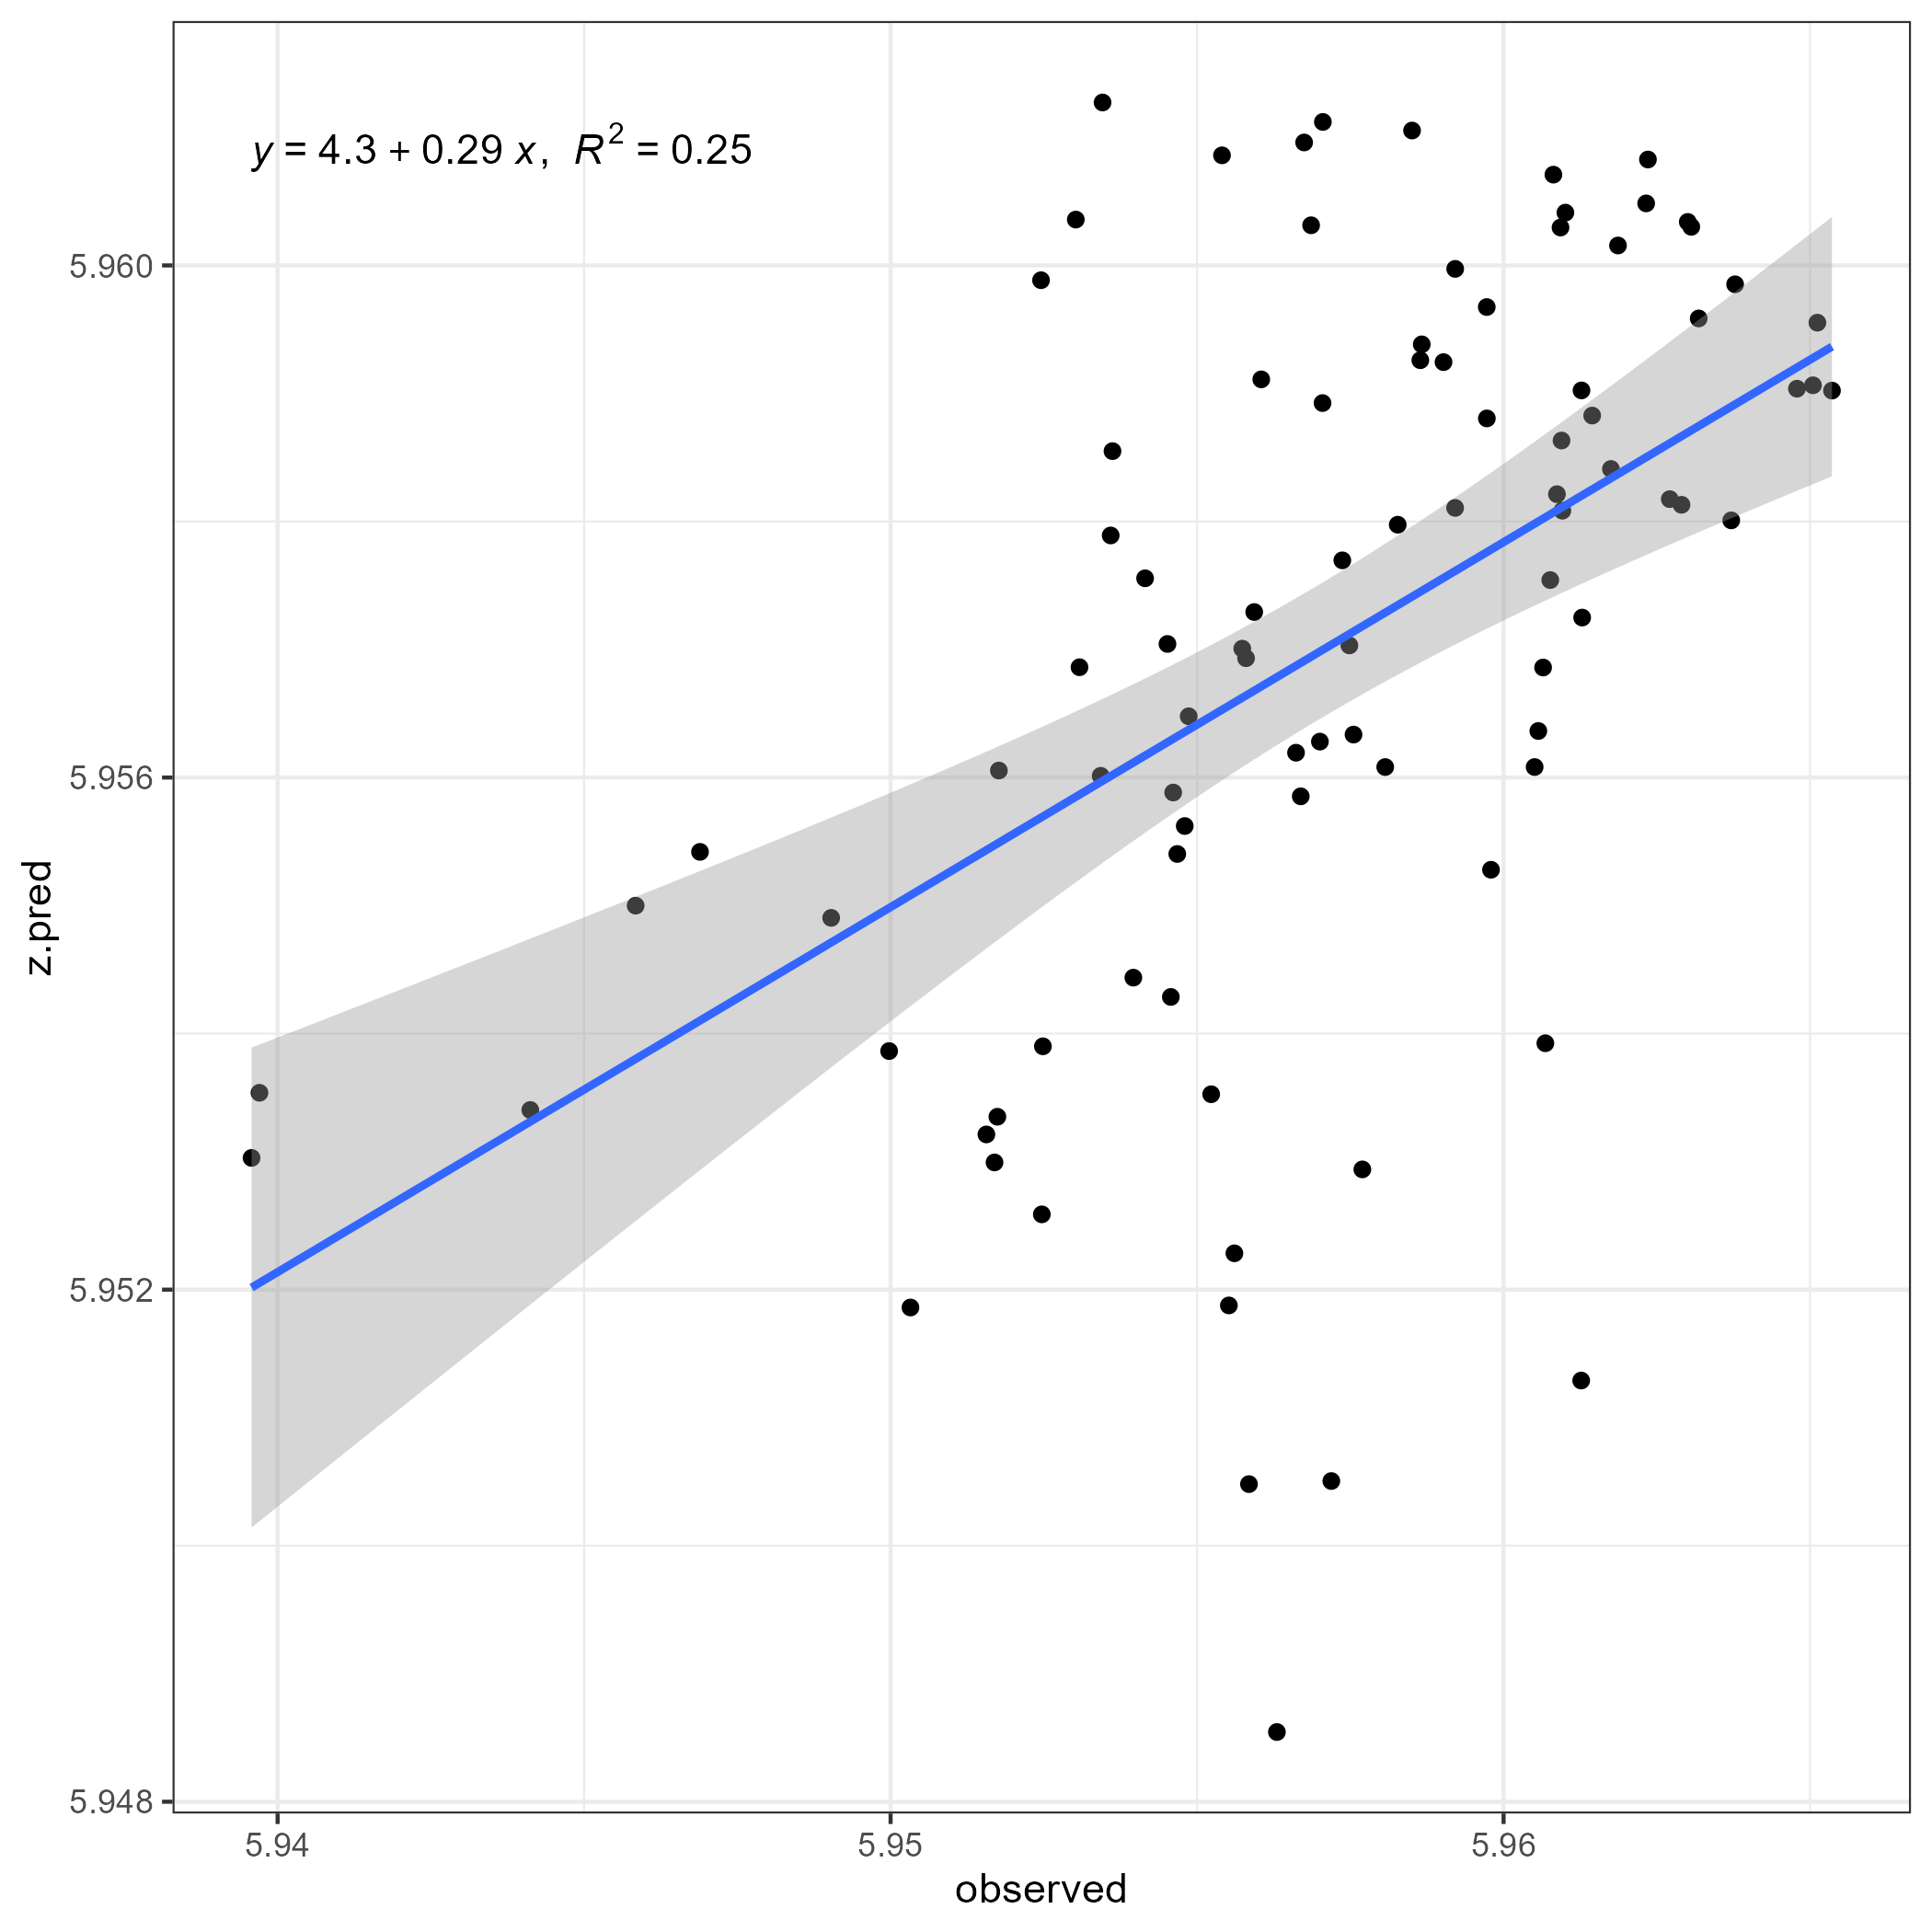 y = 4.3 + 0.29 x, R² = 0.25
5.960
5.956
5.952
5.948
z.pred
5.94 5.95 5.96
observed